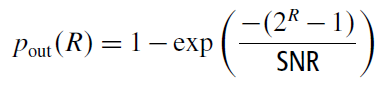 p_out(R) = 1 – exp(–(2^R – 1) / SNR)